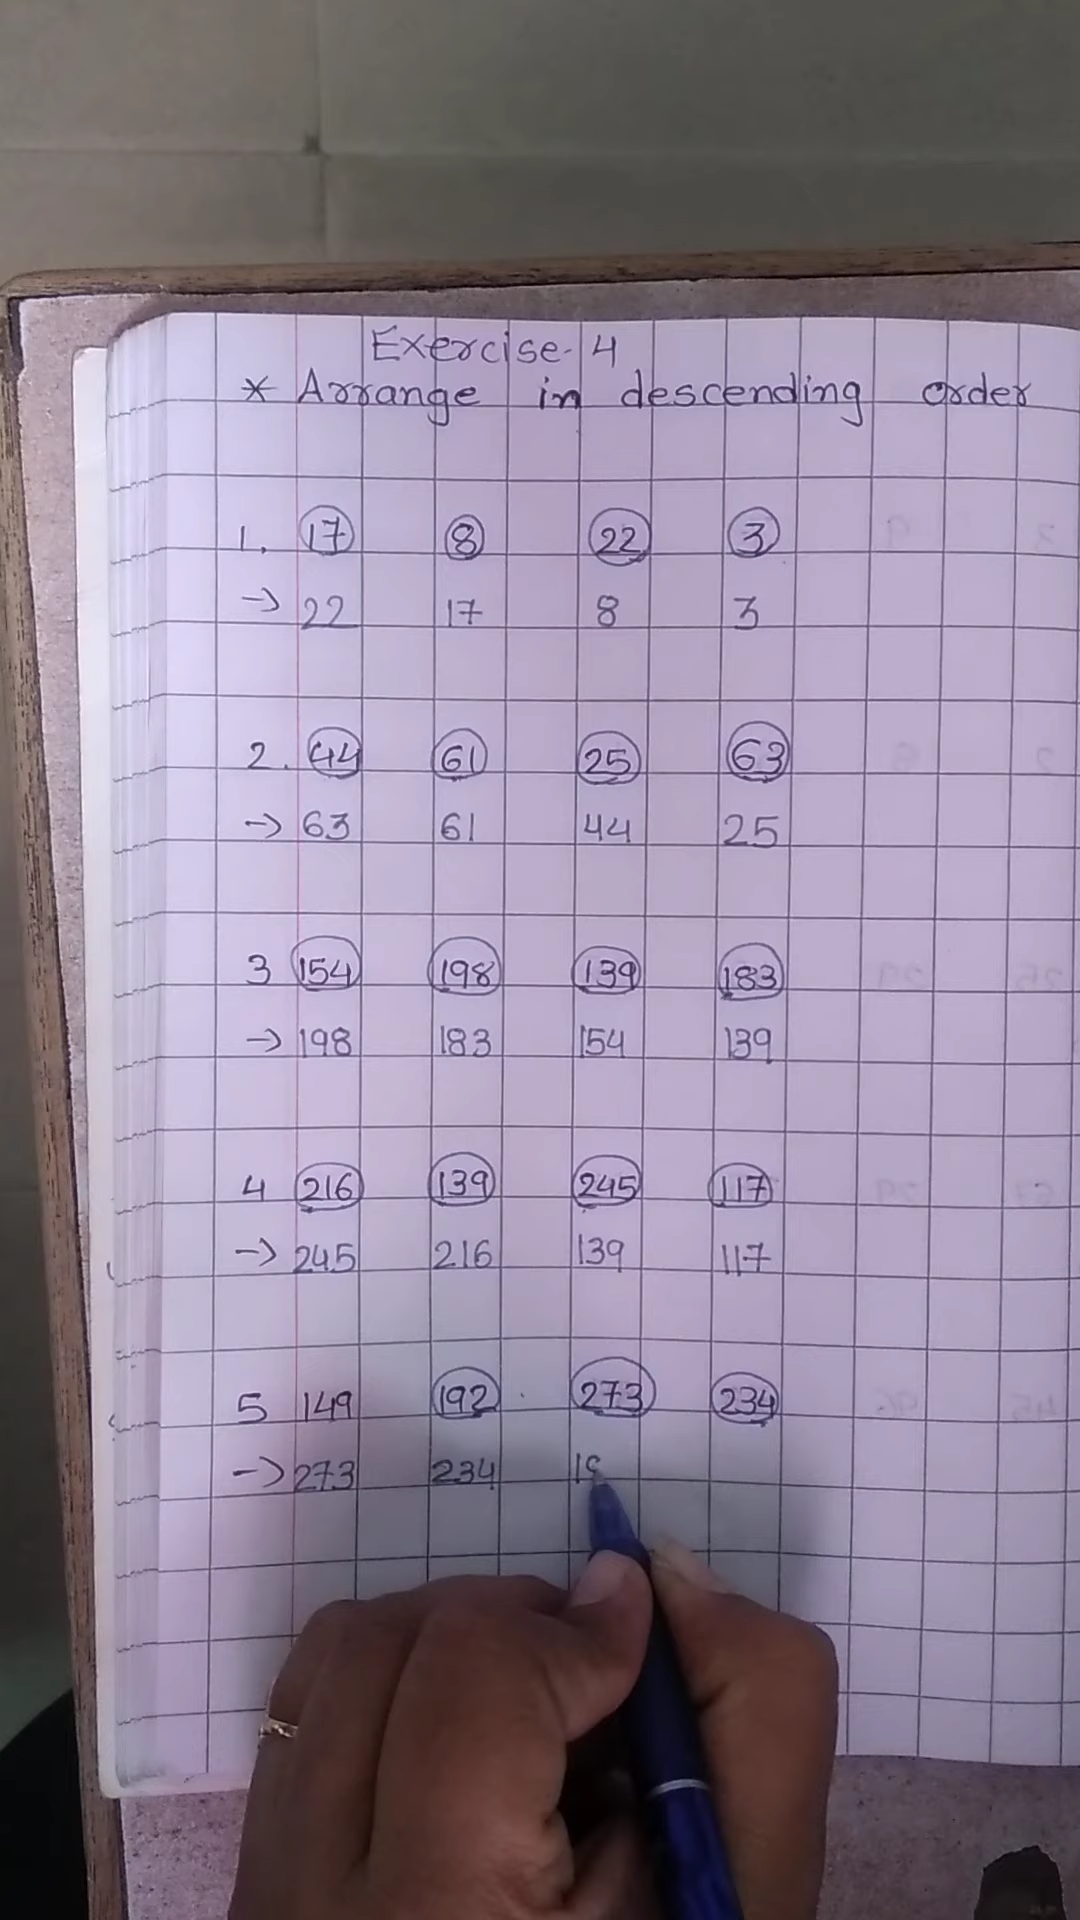 Exercise-4
* Arrange in descending order
1. 17 8 22 3
→ 22 17 8 3
2. 44 61 25 63
→ 63 61 44 25
3 154 198 139 183
→ 198 183 154 139
4 216 139 245 117
→ 245 216 139 117
5 149 192 273 234
→ 273 234